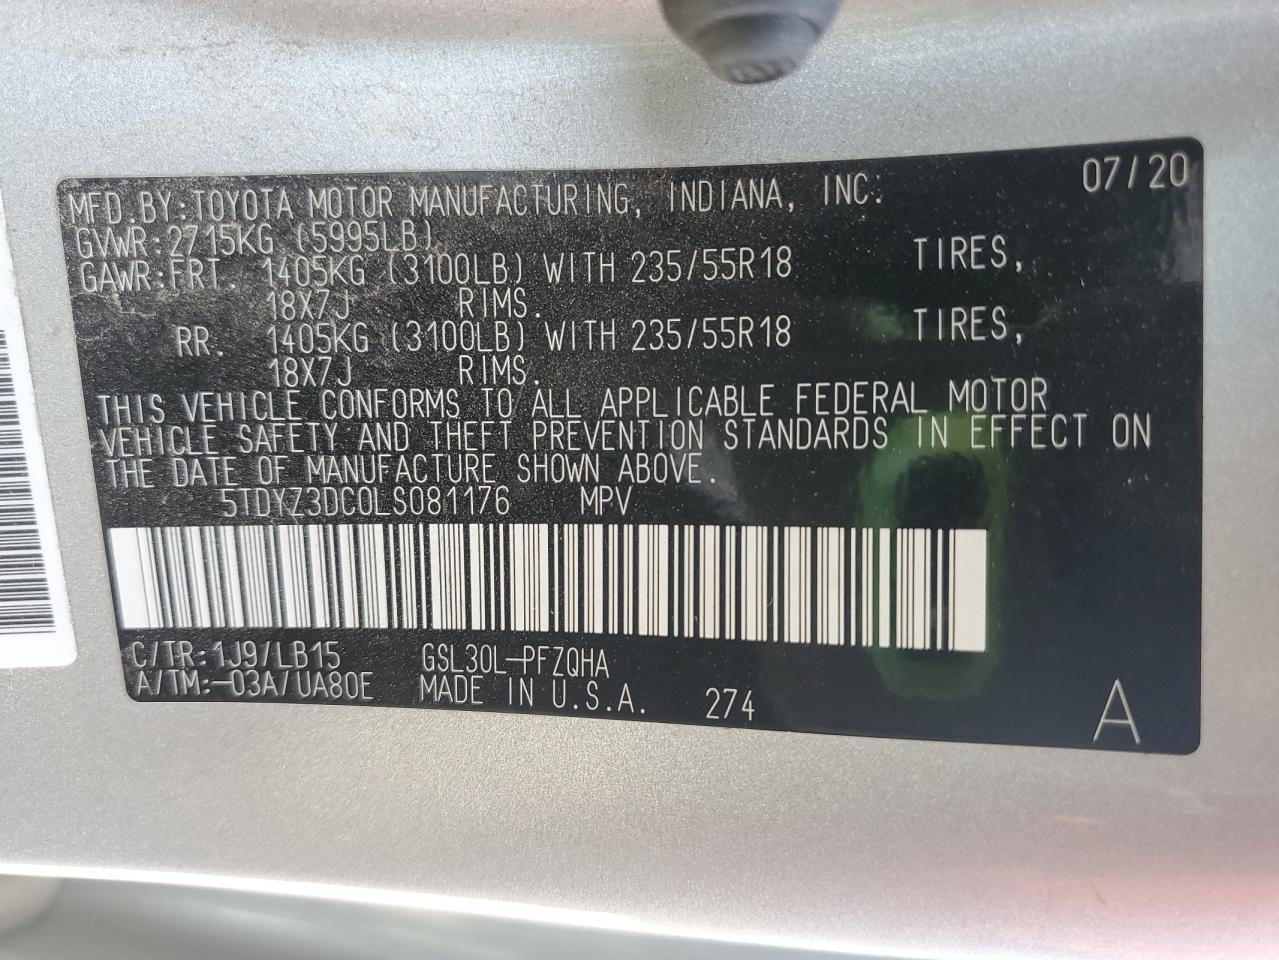 07/20
MFD.BY:TOYOTA MOTOR MANUFACTURING, INDIANA, INC.
GVWR:2715KG (5995LB)
GAWR:FRT. 1405KG (3100LB) WITH 235/55R18 TIRES,
18X7J RIMS.
RR. 1405KG (3100LB) WITH 235/55R18 TIRES,
18X7J RIMS.
THIS VEHICLE CONFORMS TO ALL APPLICABLE FEDERAL MOTOR
VEHICLE SAFETY AND THEFT PREVENTION STANDARDS IN EFFECT ON
THE DATE OF MANUFACTURE SHOWN ABOVE.
5TDYZ3DC0LS081176 MPV
C/TR:1J9/LB15 GSL30L-PFZQHA
A/TM:-03A/UA80E MADE IN U.S.A. 274
A